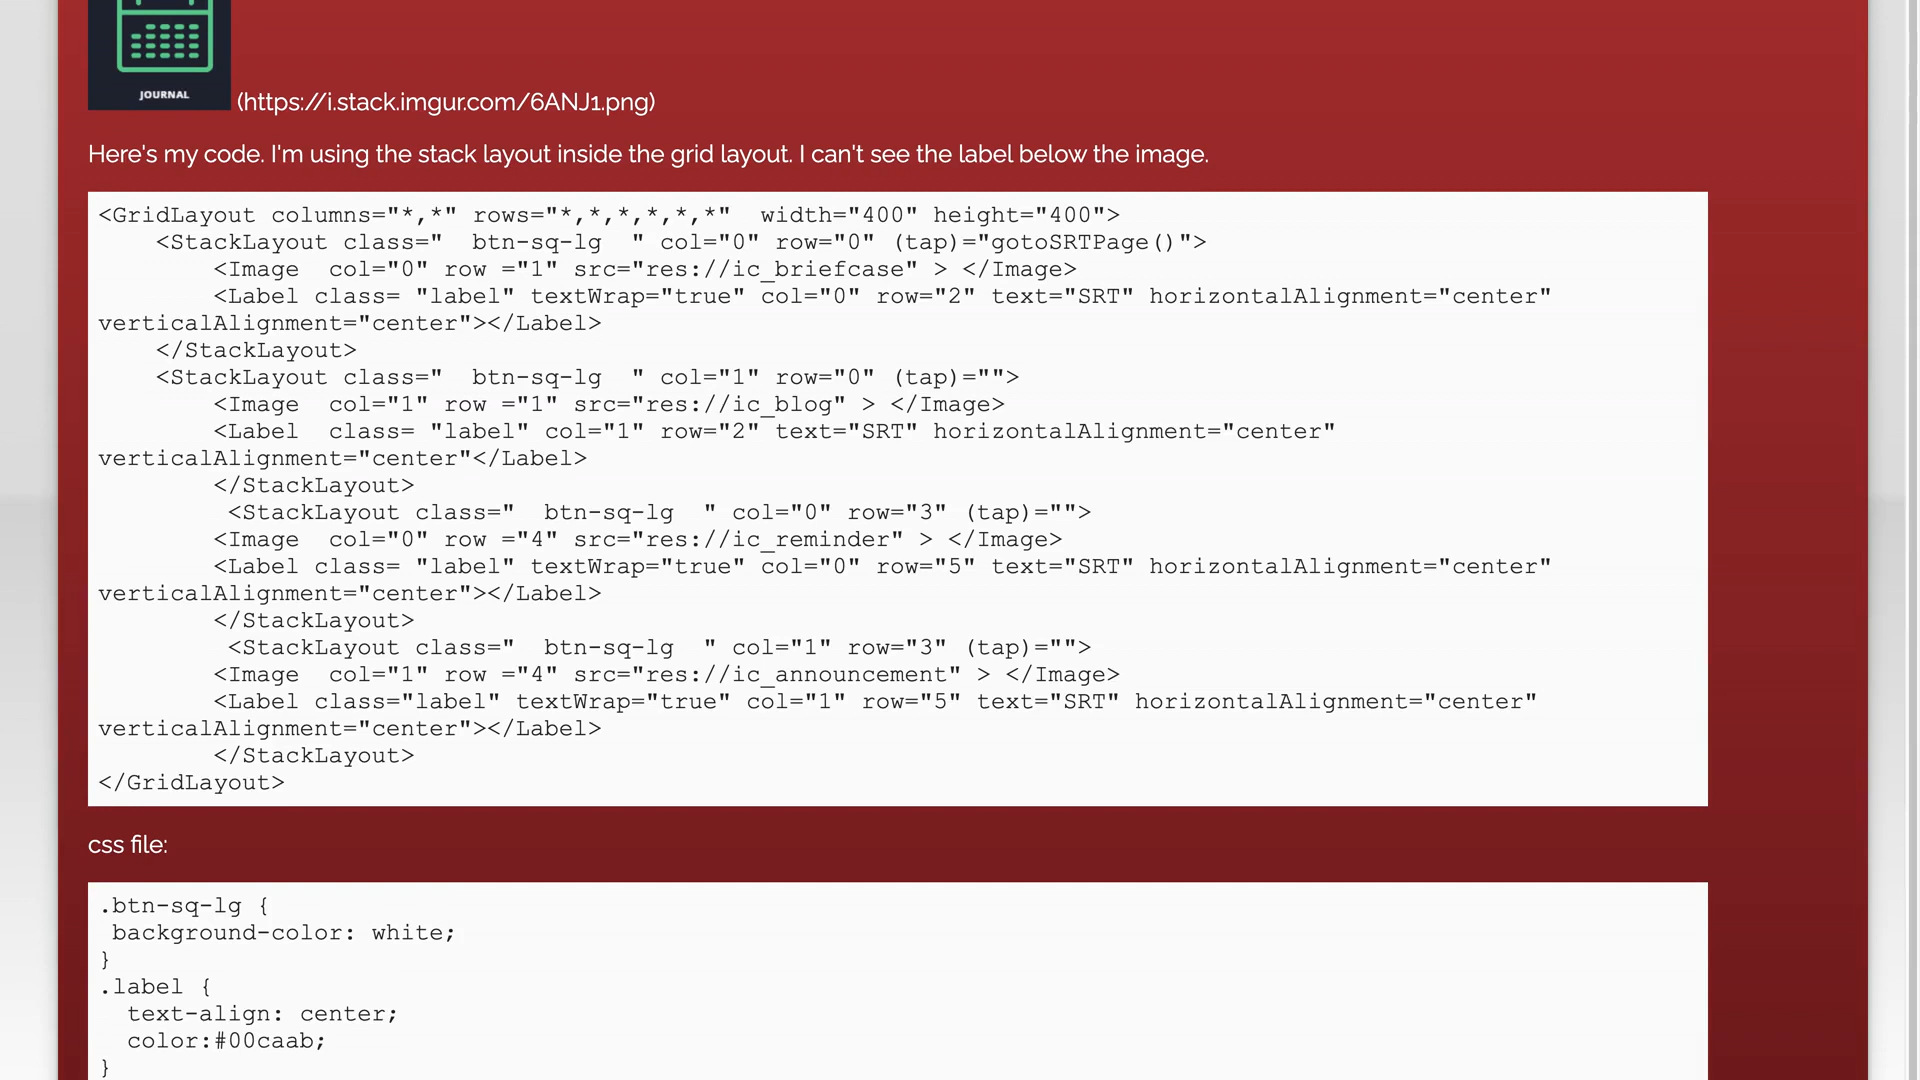 JOURNAL
(https://i.stack.imgur.com/6ANJ1.png)
Here's my code. I'm using the stack layout inside the grid layout. I can't see the label below the image.
<GridLayout columns="*,*" rows="*,*,*,*,*,*"  width="400" height="400">
    <StackLayout class="  btn-sq-lg  " col="0" row="0" (tap)="gotoSRTPage()">
        <Image  col="0" row ="1" src="res://ic_briefcase" > </Image>
        <Label class= "label" textWrap="true" col="0" row="2" text="SRT" horizontalAlignment="center"
verticalAlignment="center"></Label>
    </StackLayout>
    <StackLayout class="  btn-sq-lg  " col="1" row="0" (tap)="">
        <Image  col="1" row ="1" src="res://ic_blog" > </Image>
        <Label  class= "label" col="1" row="2" text="SRT" horizontalAlignment="center"
verticalAlignment="center"</Label>
        </StackLayout>
         <StackLayout class="  btn-sq-lg  " col="0" row="3" (tap)="">
        <Image  col="0" row ="4" src="res://ic_reminder" > </Image>
        <Label class= "label" textWrap="true" col="0" row="5" text="SRT" horizontalAlignment="center"
verticalAlignment="center"></Label>
        </StackLayout>
         <StackLayout class="  btn-sq-lg  " col="1" row="3" (tap)="">
        <Image  col="1" row ="4" src="res://ic_announcement" > </Image>
        <Label class="label" textWrap="true" col="1" row="5" text="SRT" horizontalAlignment="center"
verticalAlignment="center"></Label>
        </StackLayout>
</GridLayout>
css file:
.btn-sq-lg {
 background-color: white;
}
.label {
  text-align: center;
  color:#00caab;
}